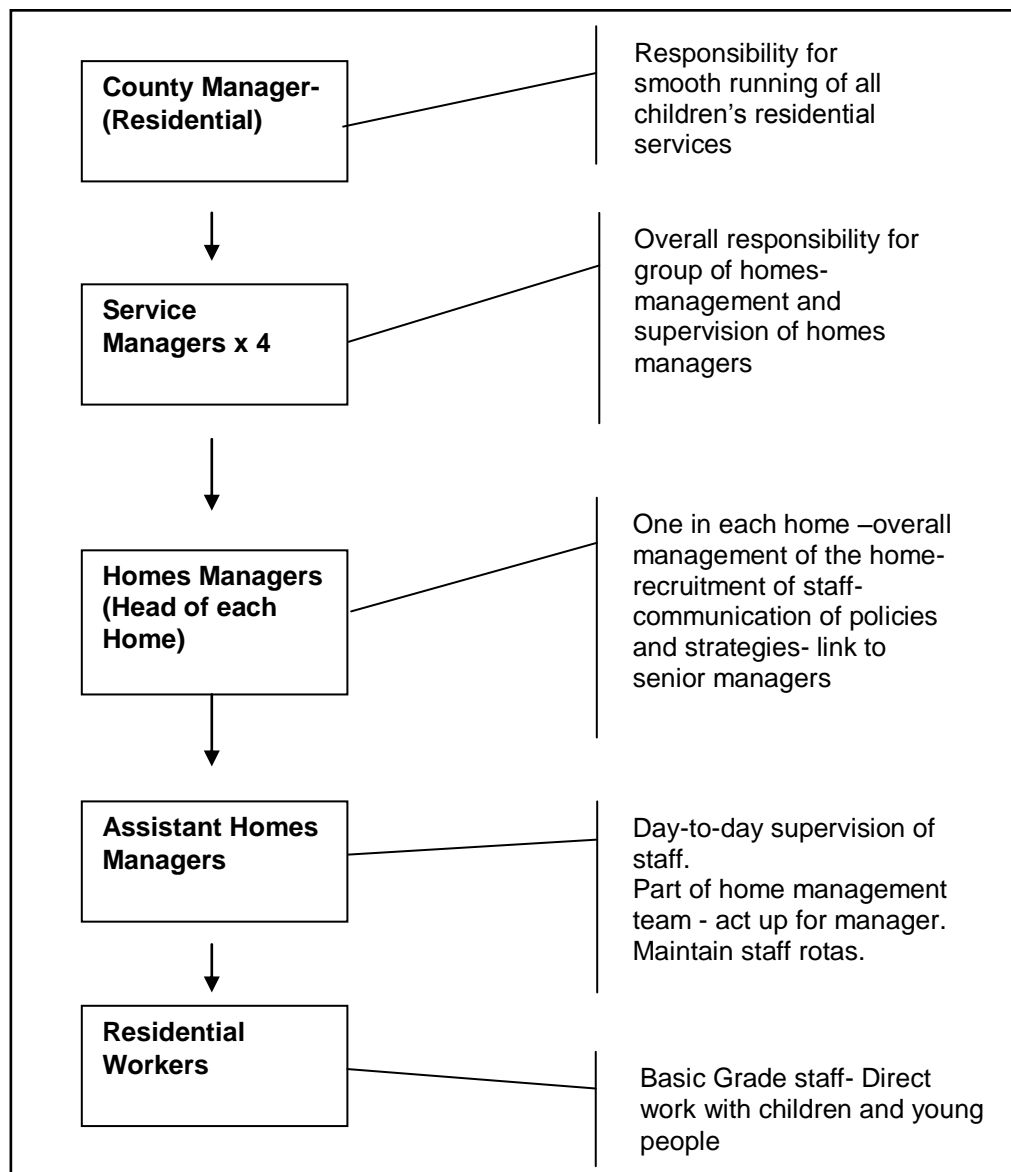 County Manager-
(Residential)
Responsibility for
smooth running of all
children’s residential
services
Service
Managers x 4
Overall responsibility for
group of homes-
management and
supervision of homes
managers
Homes Managers
(Head of each
Home)
One in each home –overall
management of the home-
recruitment of staff-
communication of policies
and strategies- link to
senior managers
Assistant Homes
Managers
Day-to-day supervision of
staff.
Part of home management
team - act up for manager.
Maintain staff rotas.
Residential
Workers
Basic Grade staff- Direct
work with children and young
people